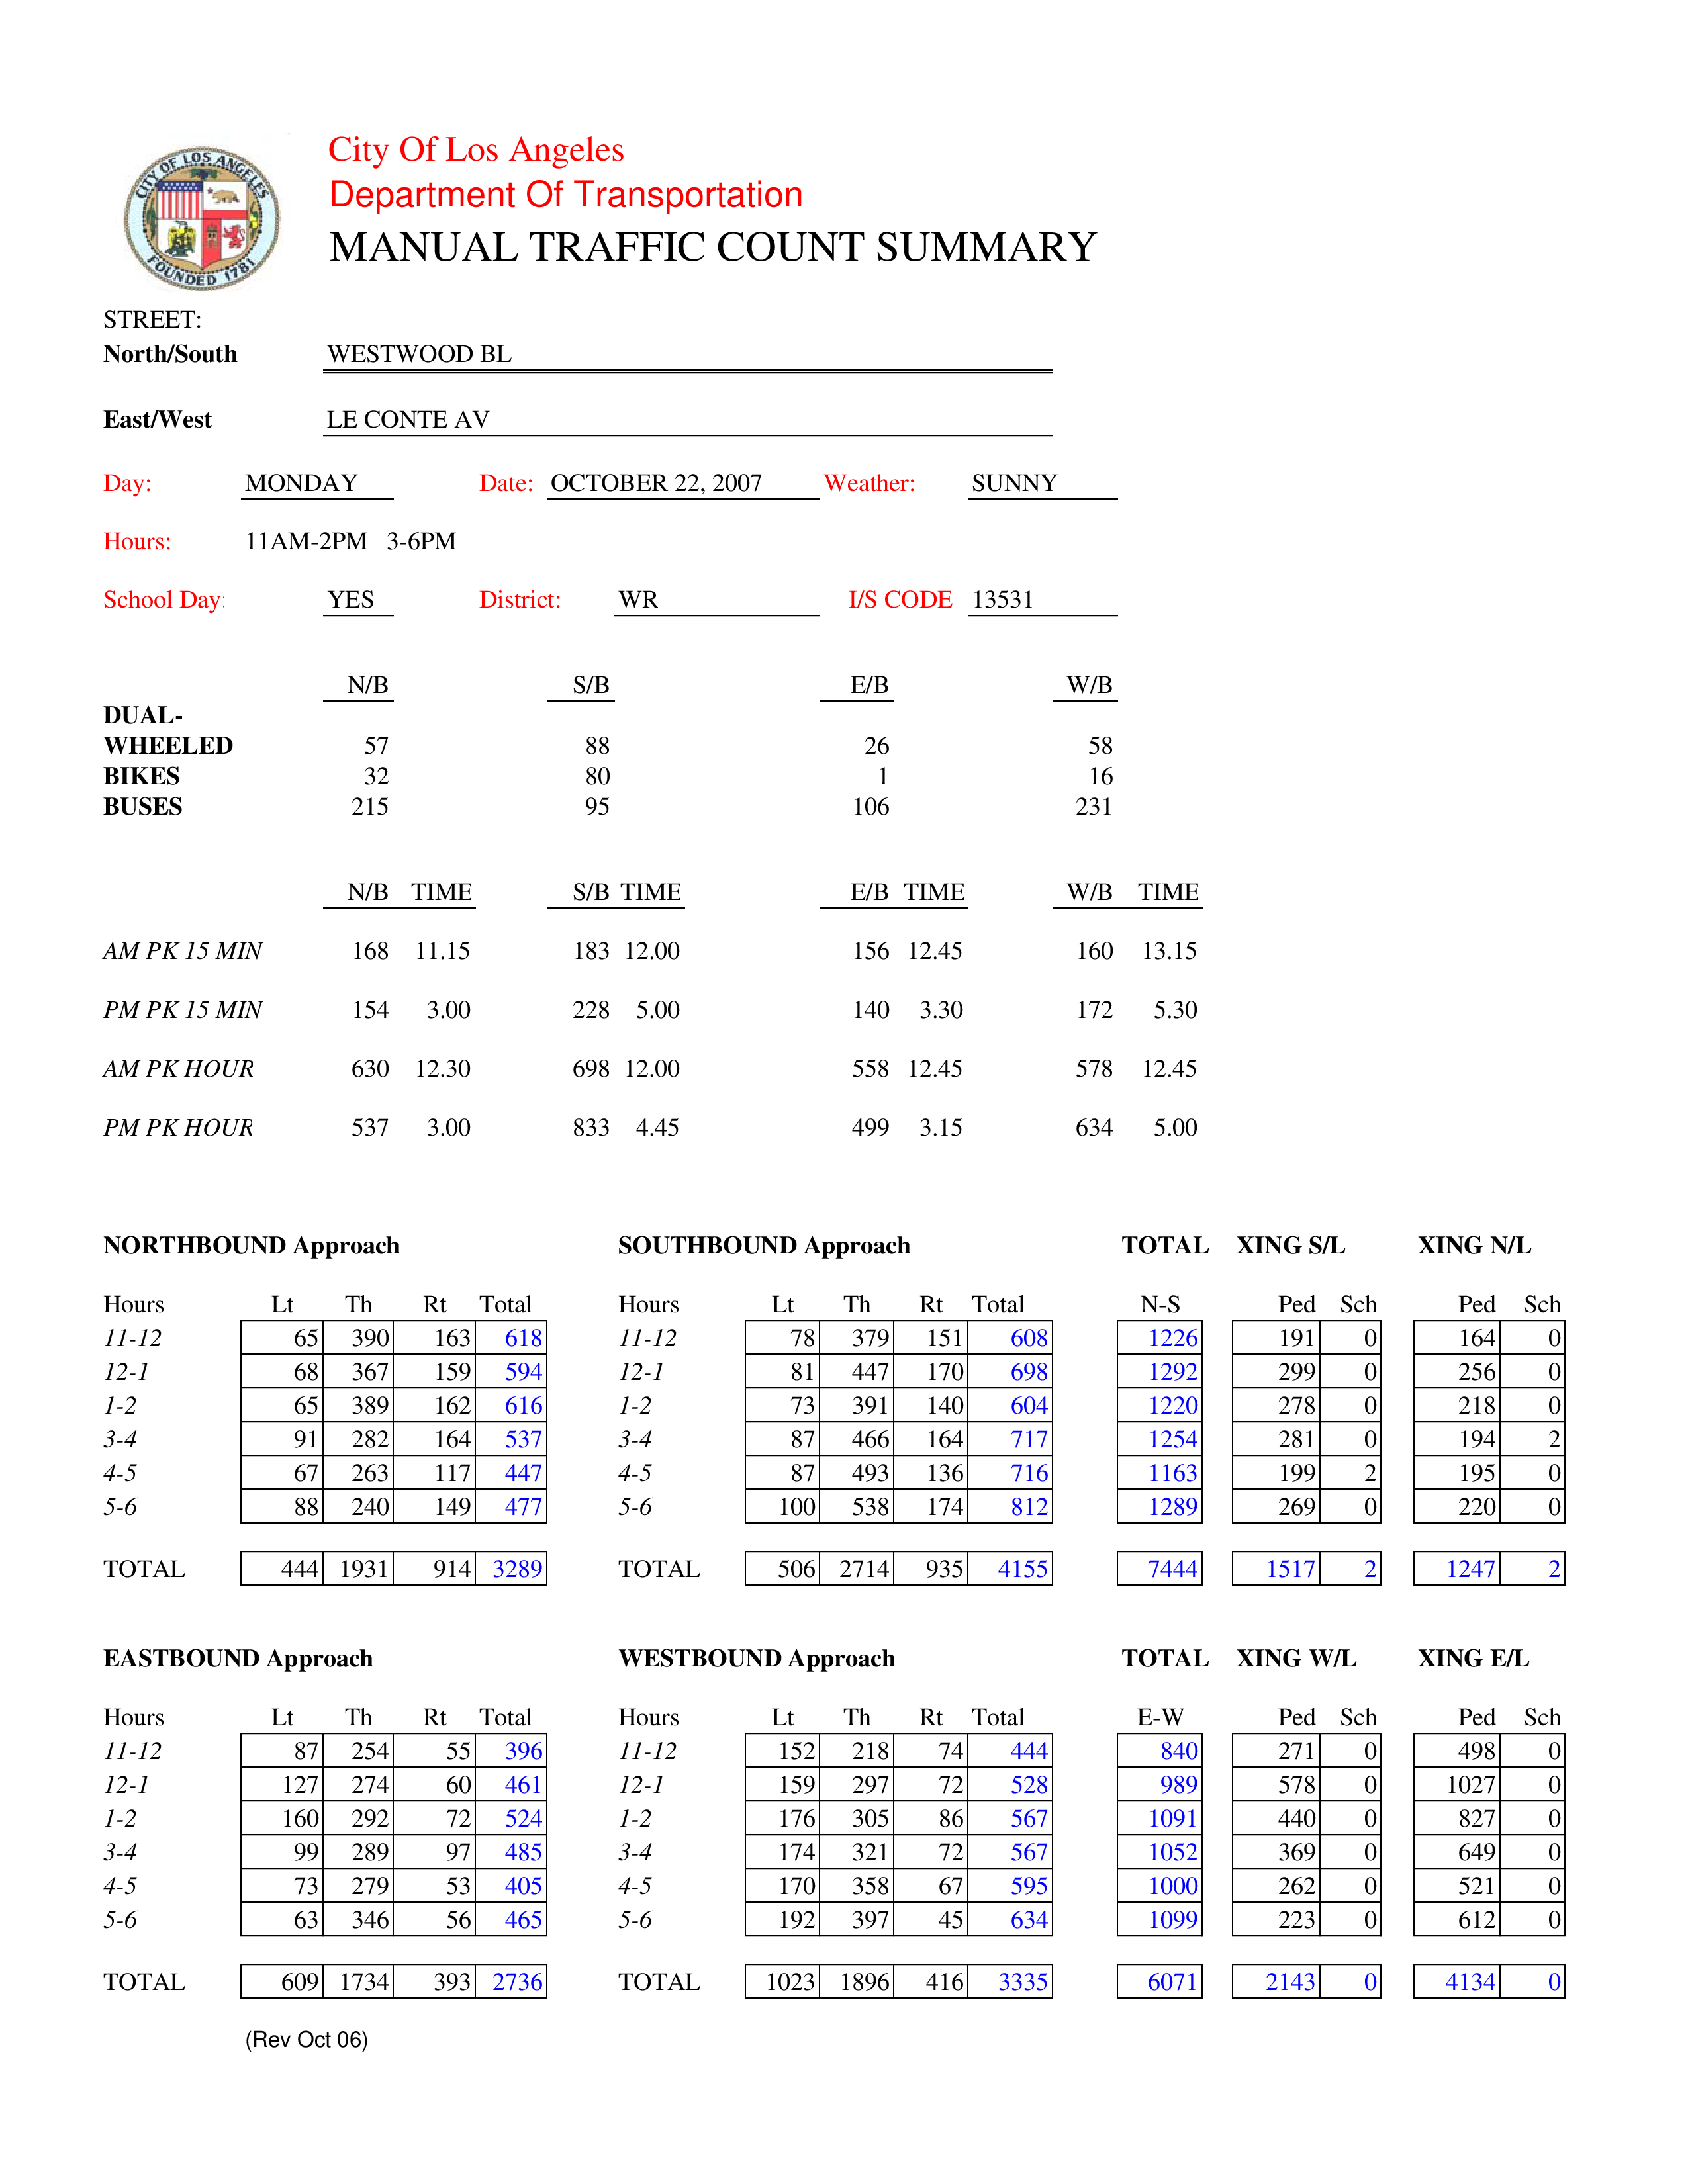 CITY OF LOS ANGELES
FOUNDED 1781
City Of Los Angeles
Department Of Transportation
MANUAL TRAFFIC COUNT SUMMARY
STREET:
North/South WESTWOOD BL
East/West LE CONTE AV
Day: MONDAY Date: OCTOBER 22, 2007 Weather: SUNNY
Hours: 11AM-2PM 3-6PM
School Day: YES District: WR I/S CODE 13531
N/B S/B E/B W/B
DUAL-
WHEELED 57 88 26 58
BIKES 32 80 1 16
BUSES 215 95 106 231
N/B TIME S/B TIME E/B TIME W/B TIME
AM PK 15 MIN 168 11.15 183 12.00 156 12.45 160 13.15
PM PK 15 MIN 154 3.00 228 5.00 140 3.30 172 5.30
AM PK HOUR 630 12.30 698 12.00 558 12.45 578 12.45
PM PK HOUR 537 3.00 833 4.45 499 3.15 634 5.00
NORTHBOUND Approach SOUTHBOUND Approach TOTAL XING S/L XING N/L
Hours Lt Th Rt Total Hours Lt Th Rt Total N-S Ped Sch Ped Sch
11-12 65 390 163 618 11-12 78 379 151 608 1226 191 0 164 0
12-1 68 367 159 594 12-1 81 447 170 698 1292 299 0 256 0
1-2 65 389 162 616 1-2 73 391 140 604 1220 278 0 218 0
3-4 91 282 164 537 3-4 87 466 164 717 1254 281 0 194 2
4-5 67 263 117 447 4-5 87 493 136 716 1163 199 2 195 0
5-6 88 240 149 477 5-6 100 538 174 812 1289 269 0 220 0
TOTAL 444 1931 914 3289 TOTAL 506 2714 935 4155 7444 1517 2 1247 2
EASTBOUND Approach WESTBOUND Approach TOTAL XING W/L XING E/L
Hours Lt Th Rt Total Hours Lt Th Rt Total E-W Ped Sch Ped Sch
11-12 87 254 55 396 11-12 152 218 74 444 840 271 0 498 0
12-1 127 274 60 461 12-1 159 297 72 528 989 578 0 1027 0
1-2 160 292 72 524 1-2 176 305 86 567 1091 440 0 827 0
3-4 99 289 97 485 3-4 174 321 72 567 1052 369 0 649 0
4-5 73 279 53 405 4-5 170 358 67 595 1000 262 0 521 0
5-6 63 346 56 465 5-6 192 397 45 634 1099 223 0 612 0
TOTAL 609 1734 393 2736 TOTAL 1023 1896 416 3335 6071 2143 0 4134 0
(Rev Oct 06)